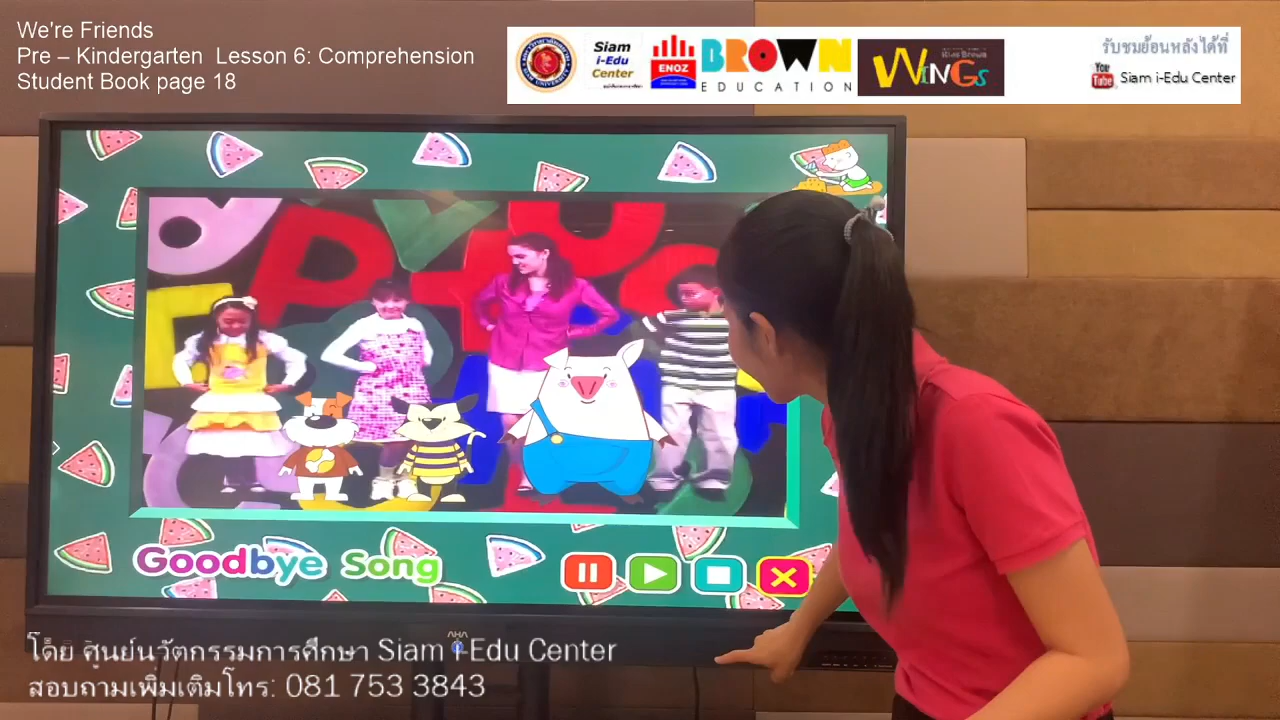 We're Friends
Pre – Kindergarten Lesson 6: Comprehension
Student Book page 18
Siam
i-Edu
Center
ENOZ
BROWN
EDUCATION
WINGS
รับชมย้อนหลังได้ที่
You Tube Siam i-Edu Center
Goodbye Song
โดย ศูนย์นวัตกรรมการศึกษา Siam i-Edu Center
สอบถามเพิ่มเติมโทร: 081 753 3843